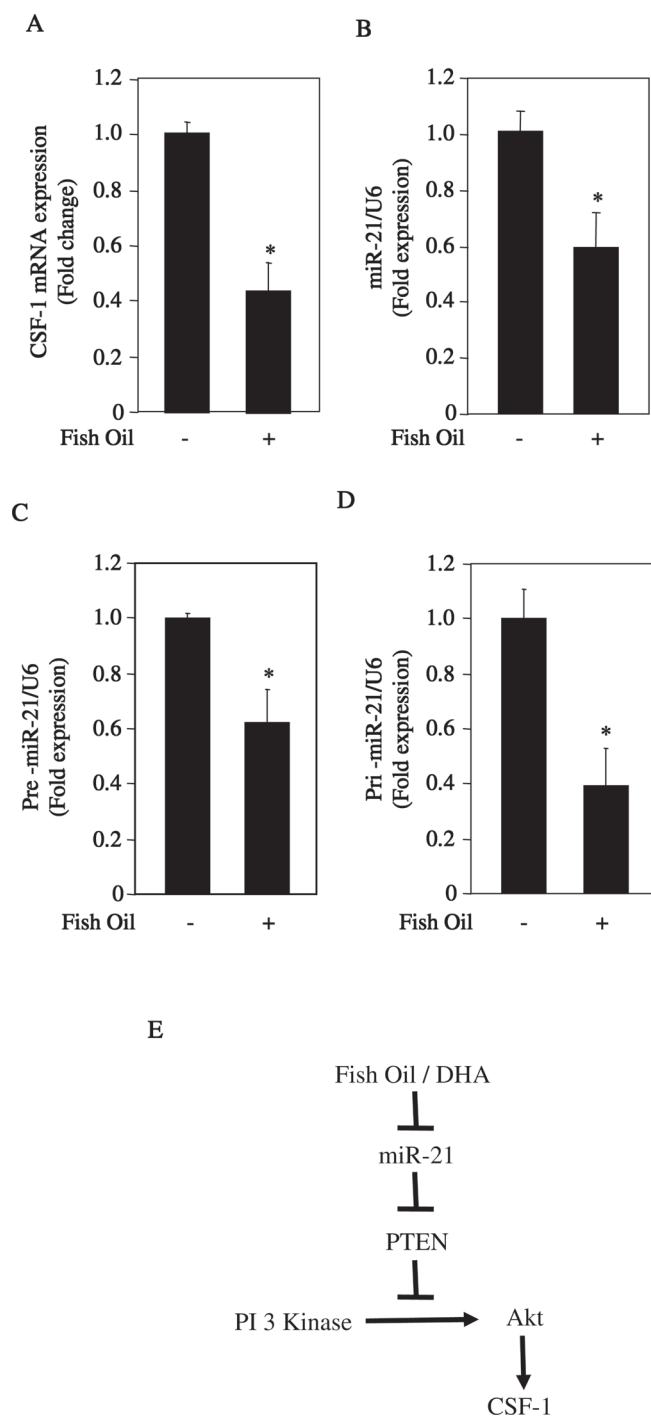 A
CSF-1 mRNA expression
(Fold change)
1.2
1.0
0.8
0.6
0.4
0.2
0
*
Fish Oil - +
B
miR-21/U6
(Fold expression)
1.2
1.0
0.8
0.6
0.4
0.2
0
*
Fish Oil - +
C
Pre -miR-21/U6
(Fold expression)
1.2
1.0
0.8
0.6
0.4
0.2
0
*
Fish Oil - +
D
Pri -miR-21/U6
(Fold expression)
1.2
1.0
0.8
0.6
0.4
0.2
0
*
Fish Oil - +
E
Fish Oil / DHA
miR-21
PTEN
PI 3 Kinase Akt
CSF-1